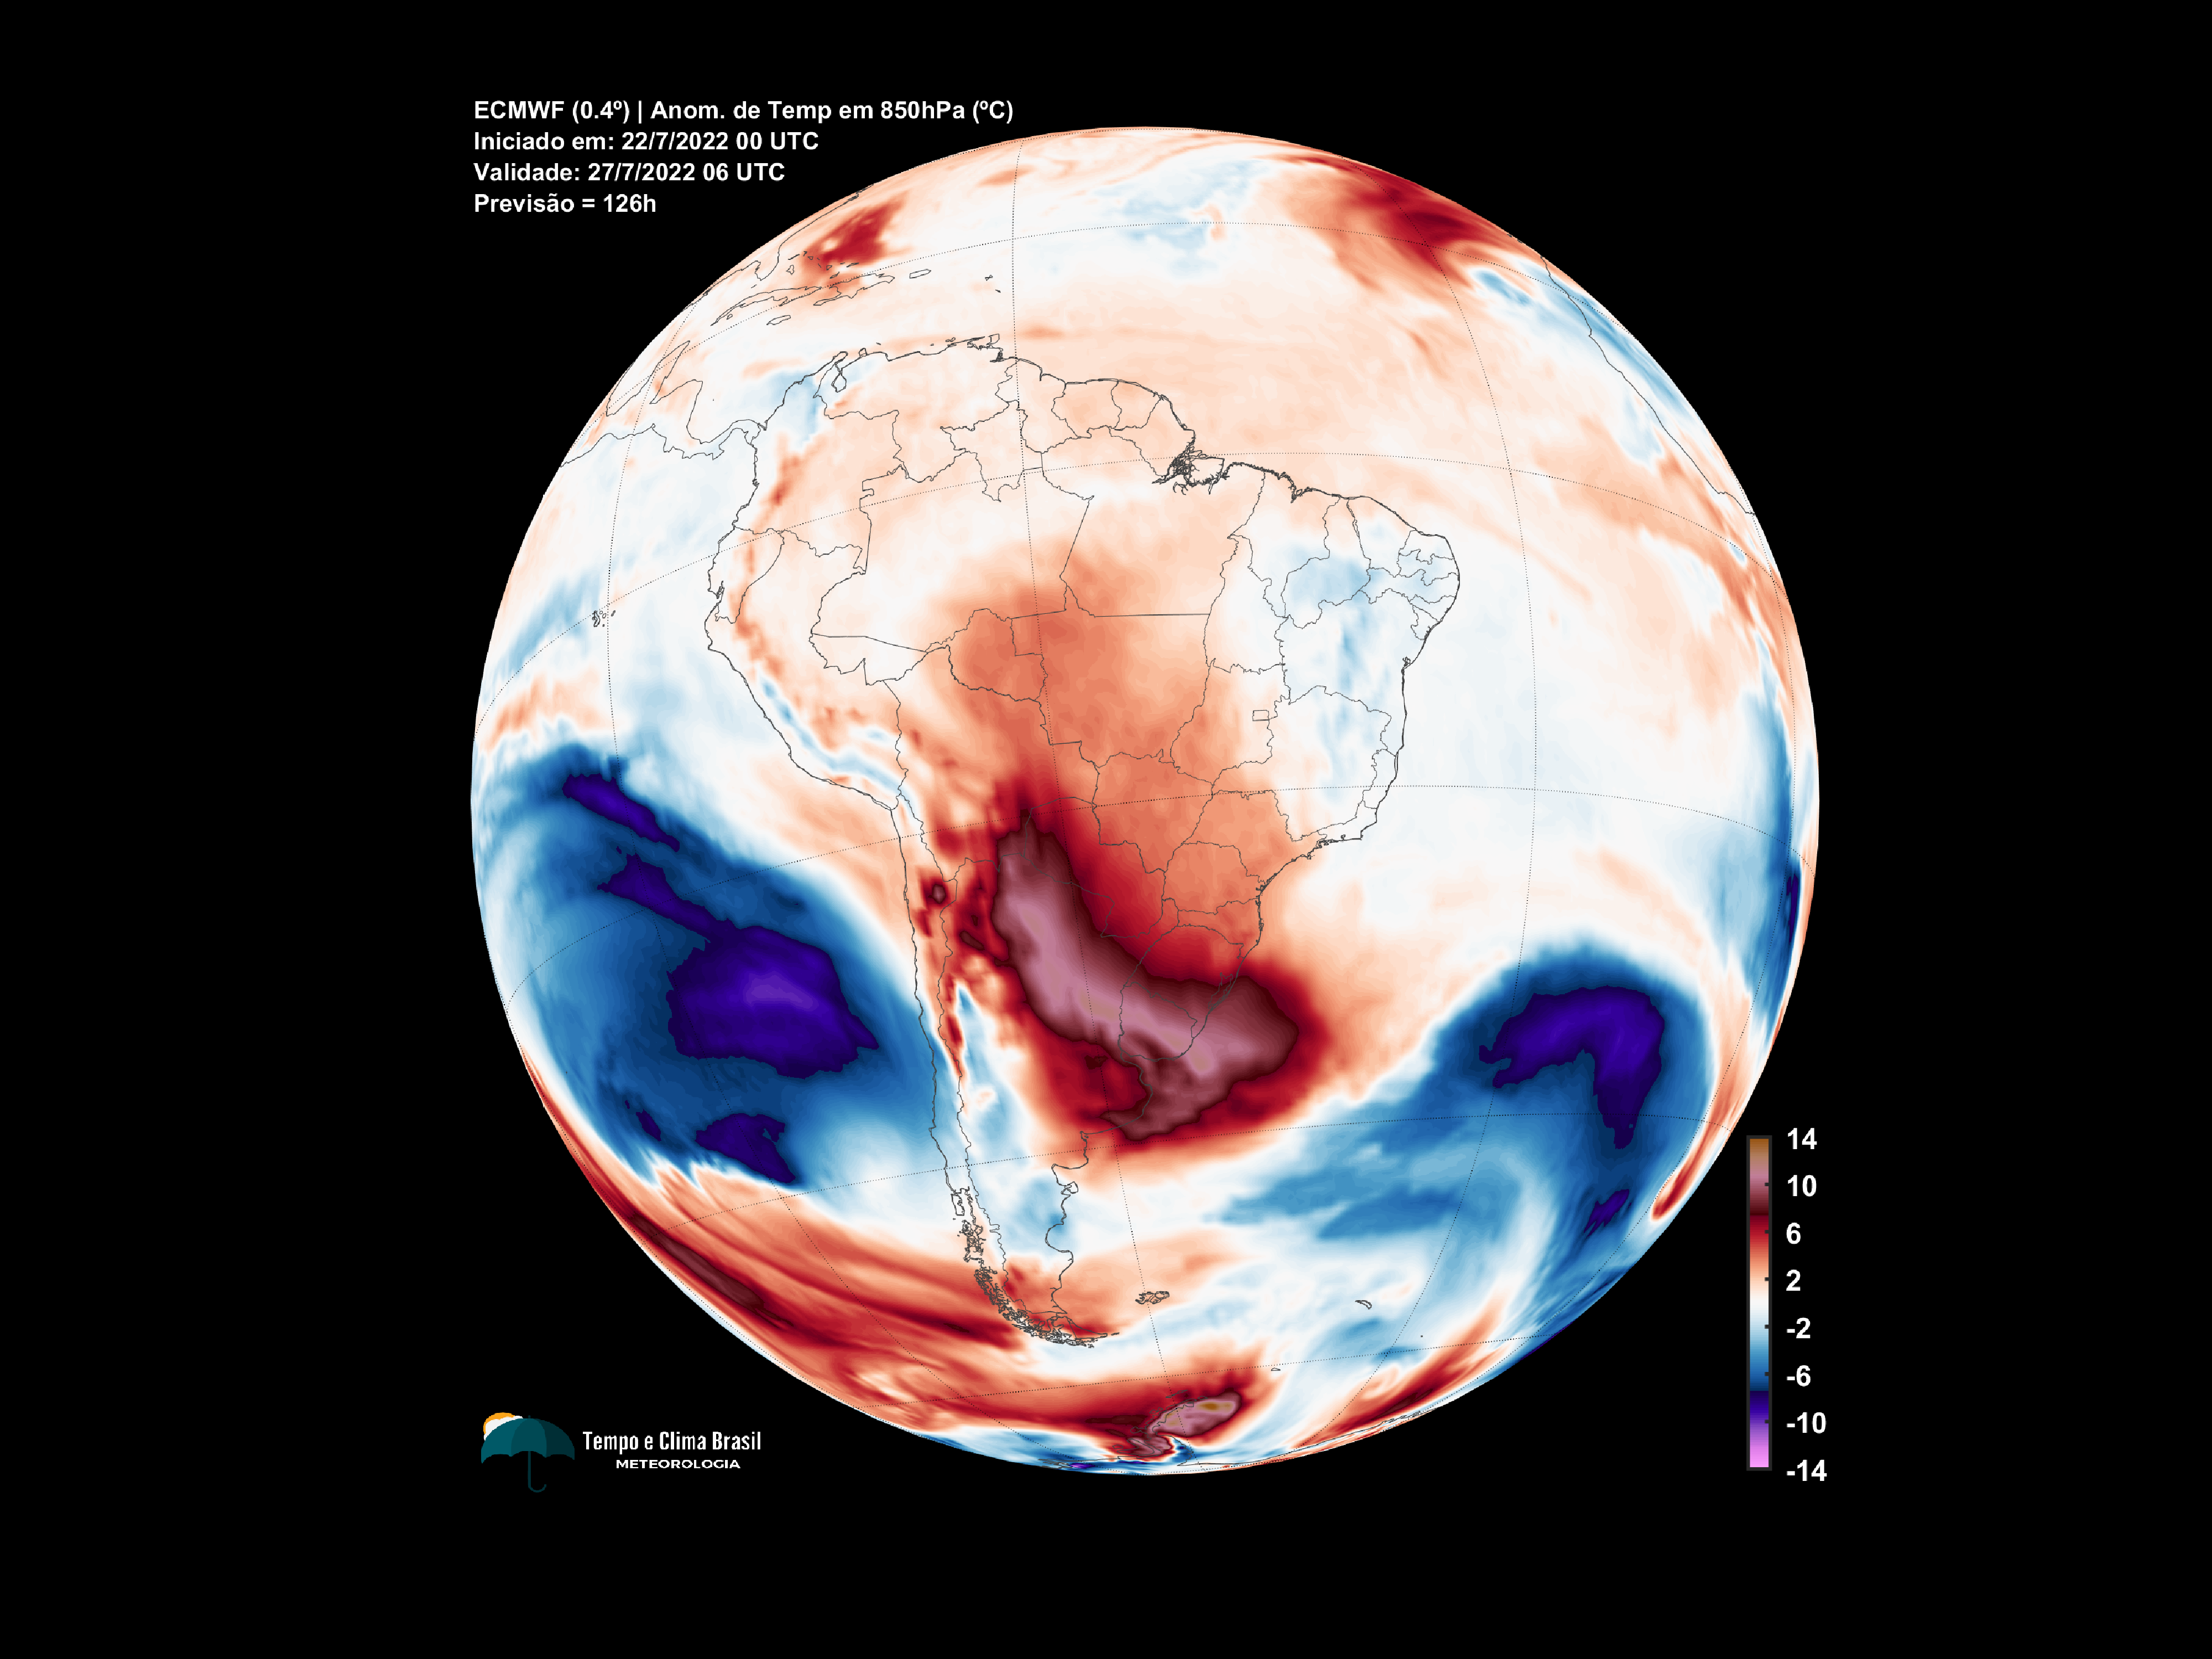 ECMWF (0.4º) | Anom. de Temp em 850hPa (ºC)
Iniciado em: 22/7/2022 00 UTC
Validade: 27/7/2022 06 UTC
Previsão = 126h
14
10
6
2
-2
-6
-10
-14
Tempo e Clima Brasil
METEOROLOGIA